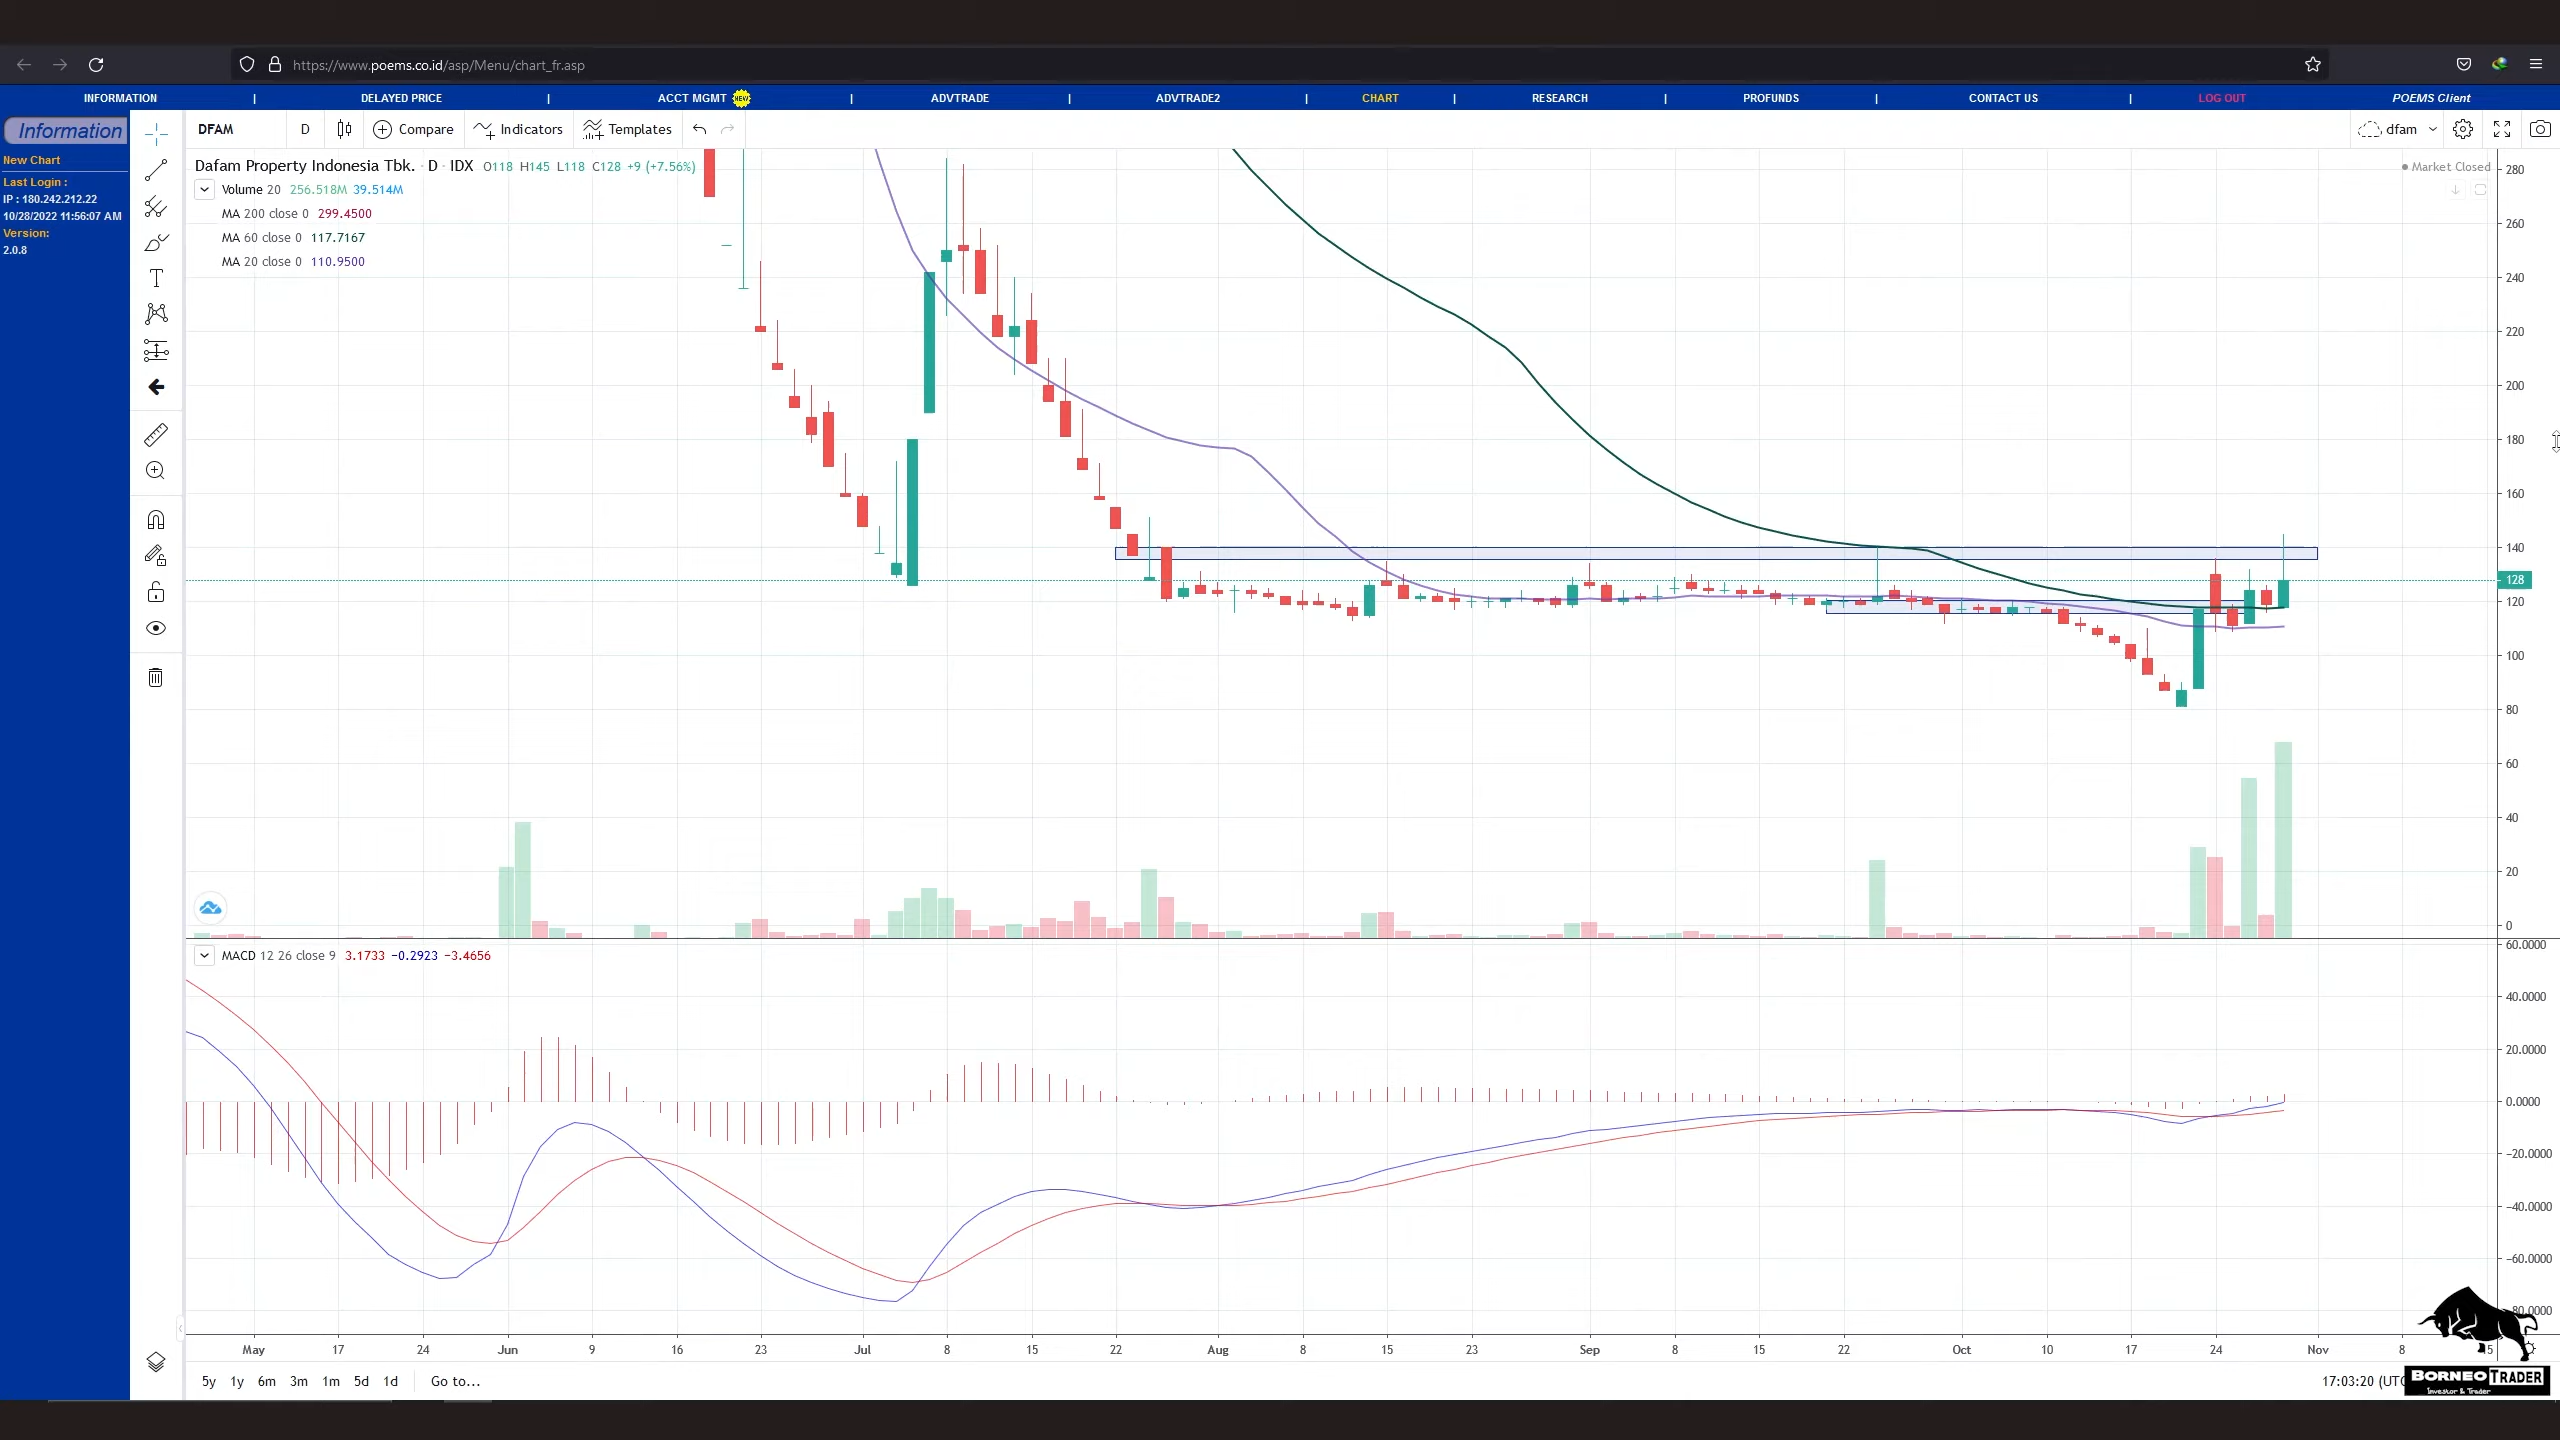 https://www.poems.co.id/asp/Menu/chart_fr.asp
INFORMATION | DELAYED PRICE | ACCT MGMT NEW | ADVTRADE | ADVTRADE2 | CHART | RESEARCH | PROFUNDS | CONTACT US | LOG OUT POEMS Client
Information
New Chart
Last Login :
IP : 180.242.212.22
10/28/2022 11:56:07 AM
Version:
2.0.8
DFAM D Compare Indicators Templates dfam
Dafam Property Indonesia Tbk. · D · IDX O118 H145 L118 C128 +9 (+7.56%)
Market Closed
Volume 20 256.518M 39.514M
MA 200 close 0 299.4500
MA 60 close 0 117.7167
MA 20 close 0 110.9500
280
260
240
220
200
180
160
140
128
120
100
80
60
40
20
0
MACD 12 26 close 9 3.1733 −0.2923 −3.4656
60.0000
40.0000
20.0000
0.0000
−20.0000
−40.0000
−60.0000
May 17 24 Jun 9 16 23 Jul 8 15 22 Aug 8 15 23 Sep 8 15 22 Oct 10 17 24 Nov 8
5y 1y 6m 3m 1m 5d 1d Go to...
17:03:20 (UTC
BORNEO TRADER
Investor & Trader